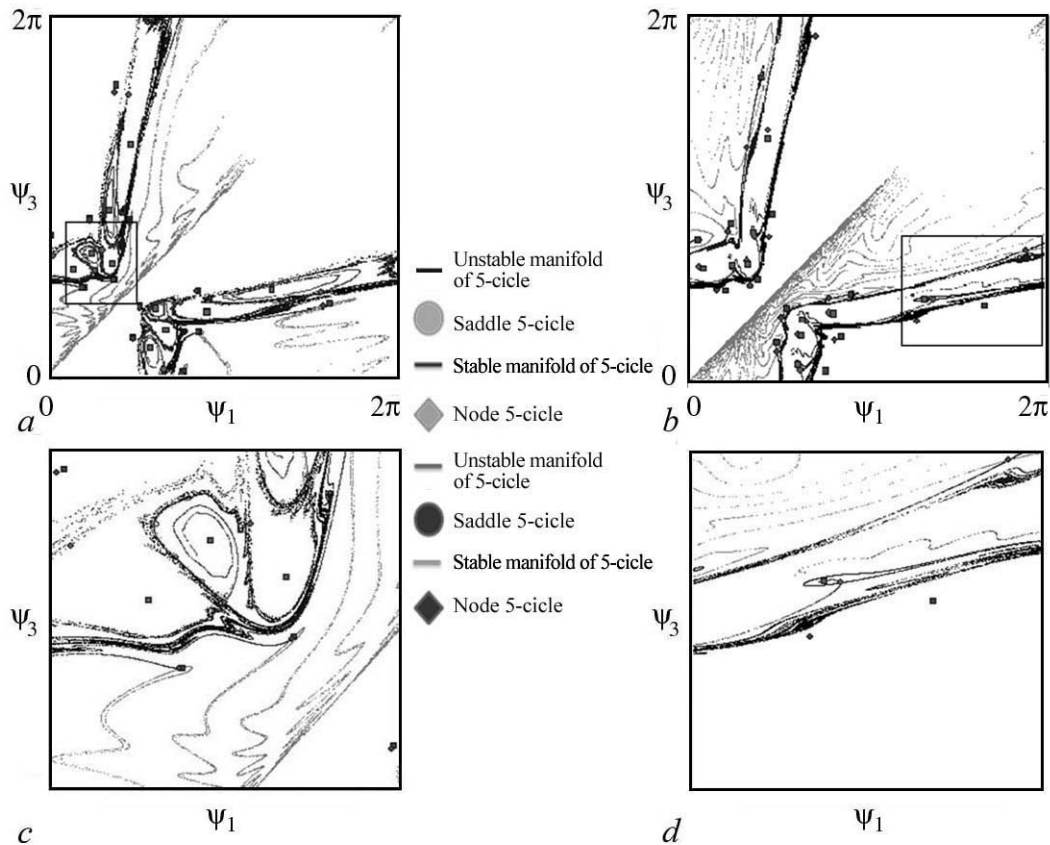 2π
ψ3
0
0
ψ1
2π
a
Unstable manifold
of 5-cicle
Saddle 5-cicle
Stable manifold of 5-cicle
Node 5-cicle
Unstable manifold
of 5-cicle
Saddle 5-cicle
Stable manifold of 5-cicle
Node 5-cicle
2π
ψ3
0
0
ψ1
2π
b
ψ3
ψ1
c
ψ3
ψ1
d